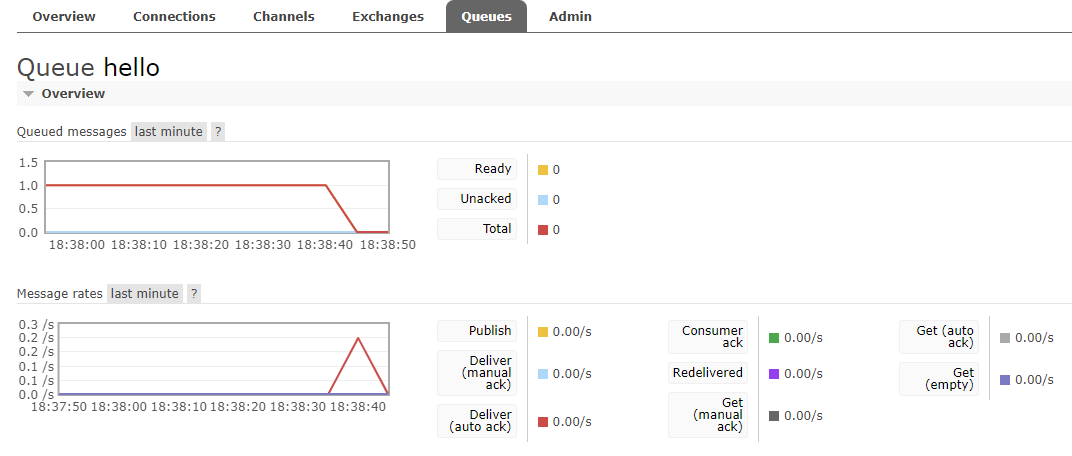 Overview Connections Channels Exchanges Queues Admin
Queue hello
Overview
Queued messages last minute ?
1.5
1.0
0.5
0.0
18:38:00 18:38:10 18:38:20 18:38:30 18:38:40 18:38:50
Ready 0
Unacked 0
Total 0
Message rates last minute ?
0.3 /s
0.2 /s
0.2 /s
0.1 /s
0.1 /s
0.0 /s
18:37:50 18:38:00 18:38:10 18:38:20 18:38:30 18:38:40
Publish 0.00/s
Deliver
(manual 0.00/s
ack)
Deliver
(auto ack) 0.00/s
Consumer
ack 0.00/s
Redelivered 0.00/s
Get
(manual 0.00/s
ack)
Get (auto
ack) 0.00/s
Get
(empty) 0.00/s